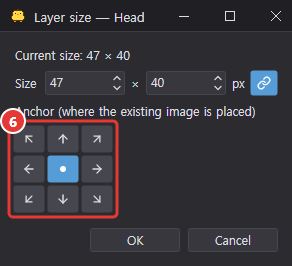 Layer size — Head
Current size: 47 × 40
Size 47 × 40 px
Anchor (where the existing image is placed)
6
OK Cancel